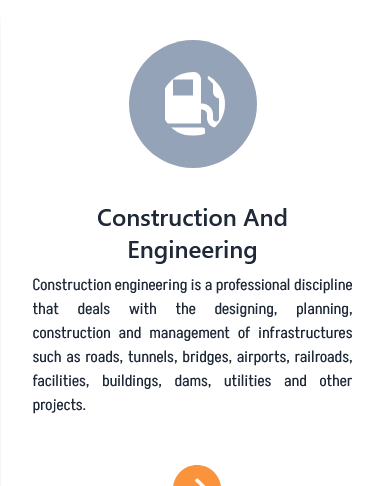 Construction And
Engineering
Construction engineering is a professional discipline
that deals with the designing, planning,
construction and management of infrastructures
such as roads, tunnels, bridges, airports, railroads,
facilities, buildings, dams, utilities and other
projects.